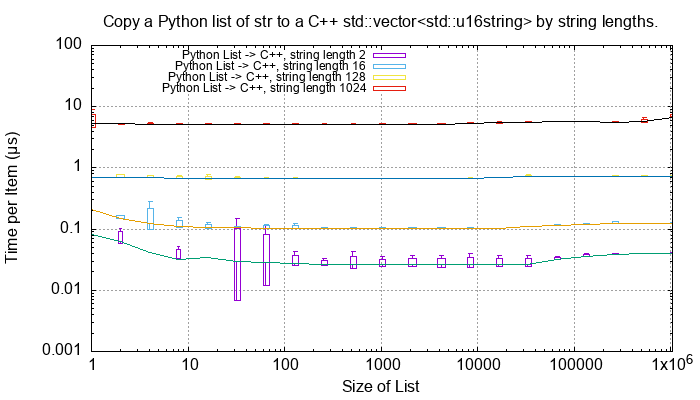 Copy a Python list of str to a C++ std::vector<std::u16string> by string lengths.
100
10
1
0.1
0.01
0.001
Time per Item (µs)
Python List -> C++, string length 2
Python List -> C++, string length 16
Python List -> C++, string length 128
Python List -> C++, string length 1024
1 10 100 1000 10000 100000 1x10⁶
Size of List